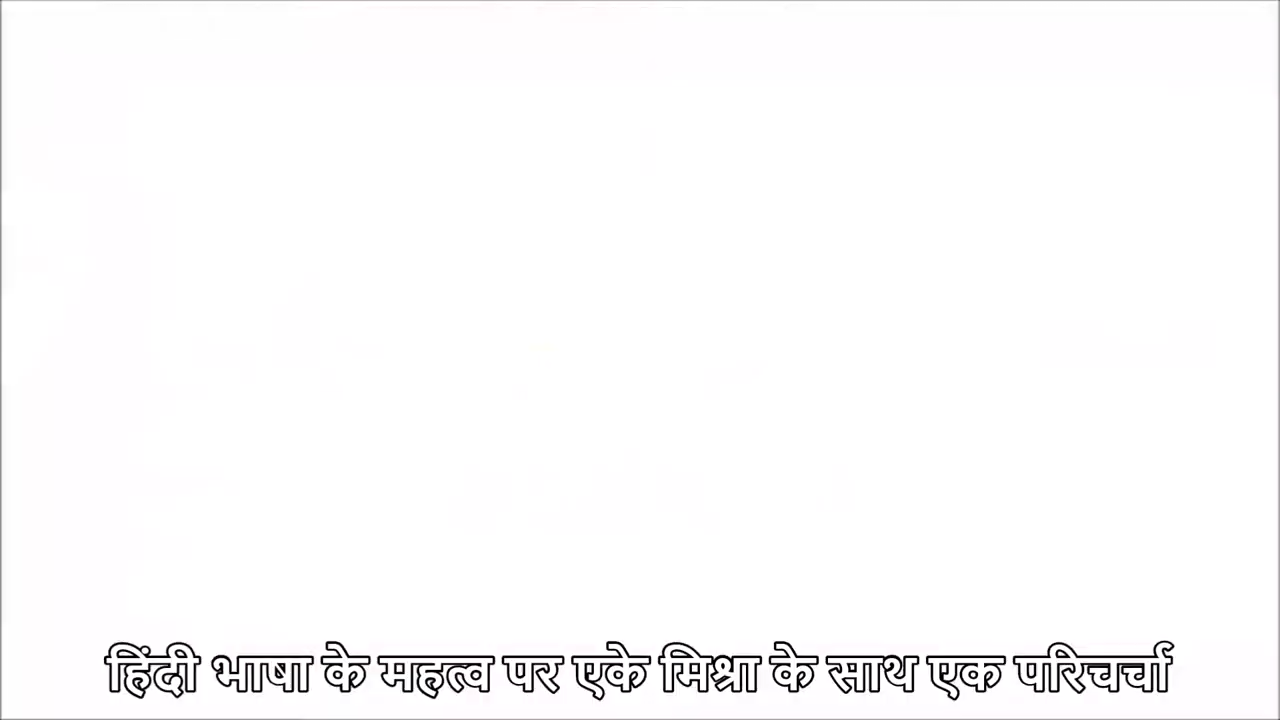 हिंदी भाषा के महत्व पर एके मिश्रा के साथ एक परिचर्चा